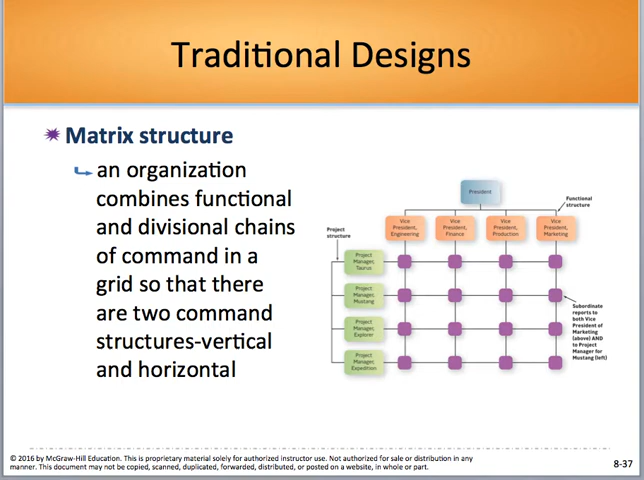 Traditional Designs
Matrix structure
an organization
combines functional
and divisional chains
of command in a
grid so that there
are two command
structures-vertical
and horizontal
President
Functional
structure
Vice
President,
Engineering
Vice
President,
Finance
Vice
President,
Production
Vice
President,
Marketing
Project
structure
Project
Manager,
Taurus
Project
Manager,
Mustang
Project
Manager,
Explorer
Project
Manager,
Expedition
Subordinate
reports to
both Vice
President of
Marketing
(above) AND
to Project
Manager for
Mustang (left)
© 2016 by McGraw-Hill Education. This is proprietary material solely for authorized instructor use. Not authorized for sale or distribution in any
manner. This document may not be copied, scanned, duplicated, forwarded, distributed, or posted on a website, in whole or part.
8-37